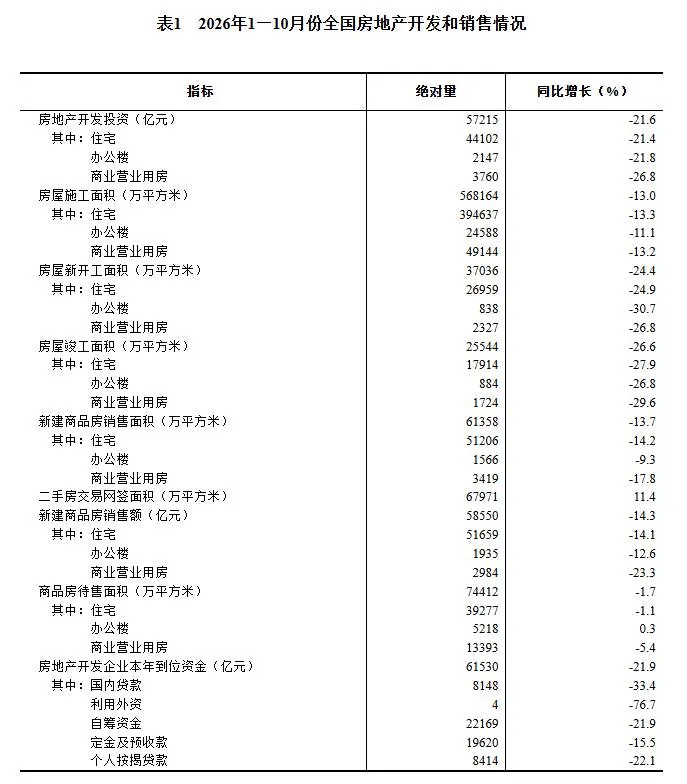 表1 2026年1—10月份全国房地产开发和销售情况
指标 绝对量 同比增长（%）
房地产开发投资（亿元） 57215 -21.6
其中：住宅 44102 -21.4
办公楼 2147 -21.8
商业营业用房 3760 -26.8
房屋施工面积（万平方米） 568164 -13.0
其中：住宅 394637 -13.3
办公楼 24588 -11.1
商业营业用房 49144 -13.2
房屋新开工面积（万平方米） 37036 -24.4
其中：住宅 26959 -24.9
办公楼 838 -30.7
商业营业用房 2327 -26.8
房屋竣工面积（万平方米） 25544 -26.6
其中：住宅 17914 -27.9
办公楼 884 -26.8
商业营业用房 1724 -29.6
新建商品房销售面积（万平方米） 61358 -13.7
其中：住宅 51206 -14.2
办公楼 1566 -9.3
商业营业用房 3419 -17.8
二手房交易网签面积（万平方米） 67971 11.4
新建商品房销售额（亿元） 58550 -14.3
其中：住宅 51659 -14.1
办公楼 1935 -12.6
商业营业用房 2984 -23.3
商品房待售面积（万平方米） 74412 -1.7
其中：住宅 39277 -1.1
办公楼 5218 0.3
商业营业用房 13393 -5.4
房地产开发企业本年到位资金（亿元） 61530 -21.9
其中：国内贷款 8148 -33.4
利用外资 4 -76.7
自筹资金 22169 -21.9
定金及预收款 19620 -15.5
个人按揭贷款 8414 -22.1